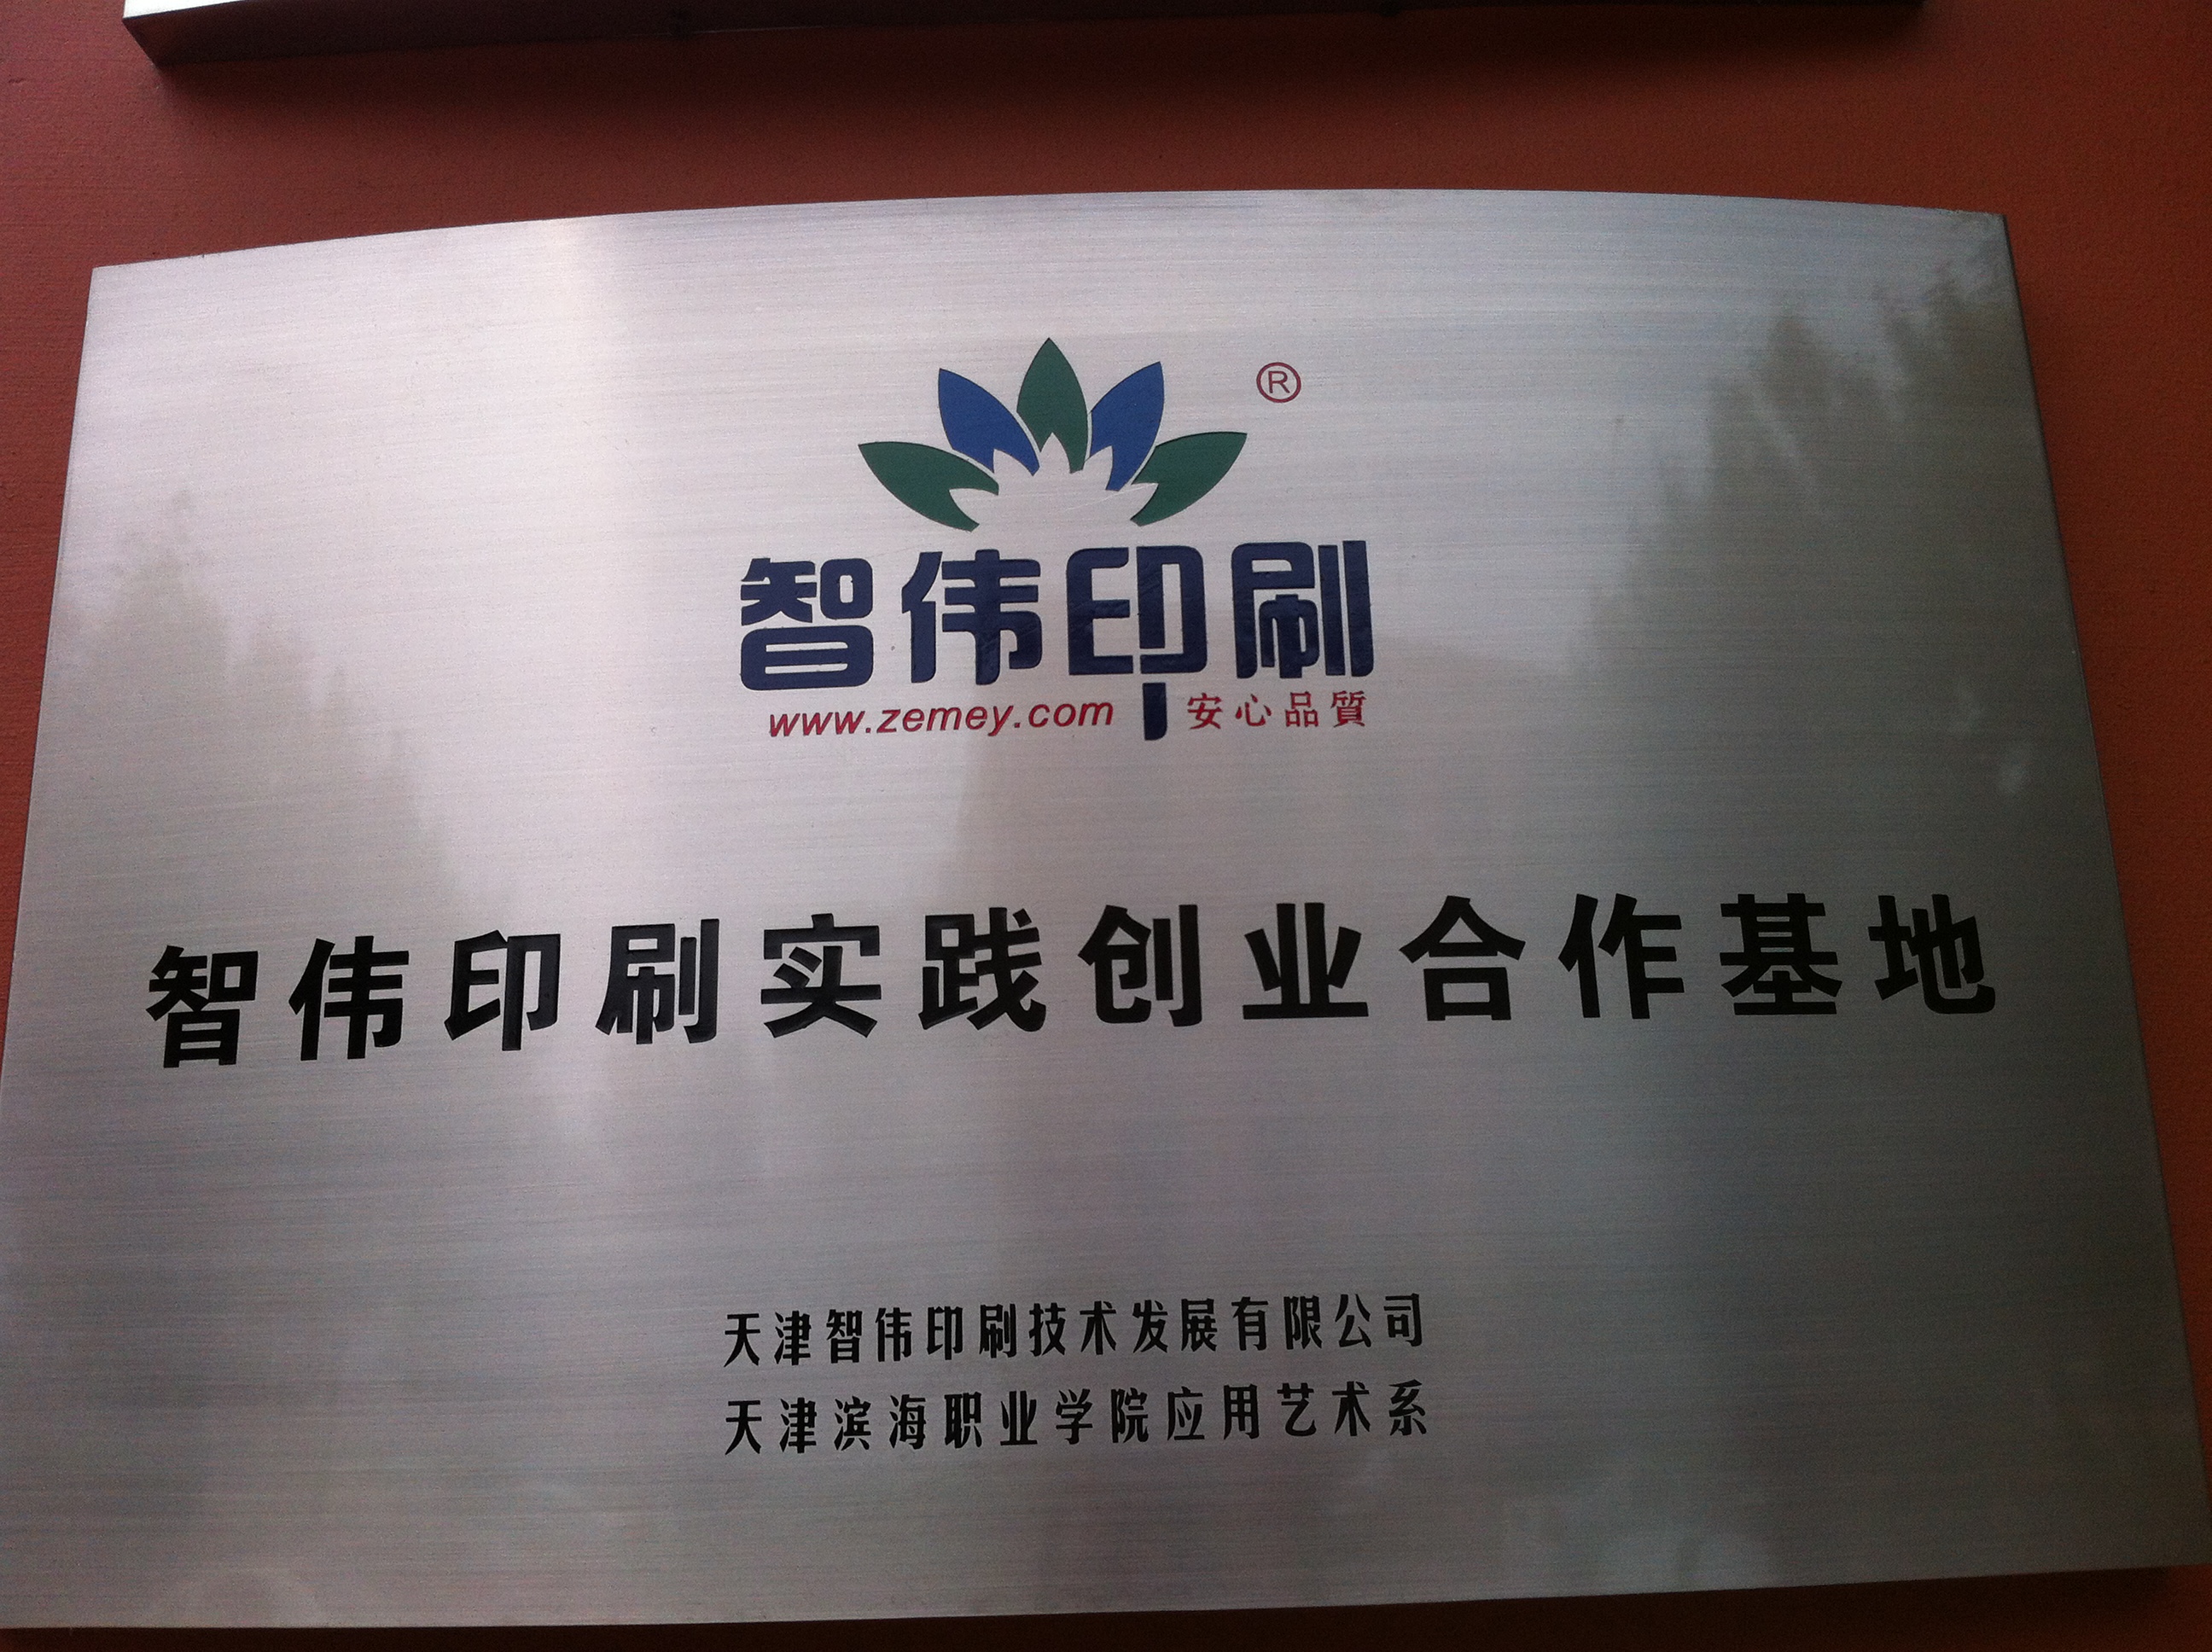 ®
智伟印刷
www.zemey.com 安心品質
智伟印刷实践创业合作基地
天津智伟印刷技术发展有限公司
天津滨海职业学院应用艺术系